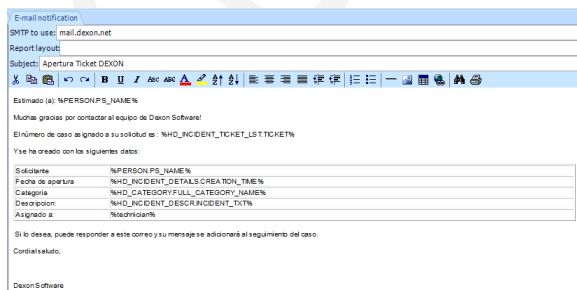 E-mail notification
SMTP to use: mail.dexon.net
Report layout:
Subject: Apertura Ticket DEXON
B U I ABC ABC A
Estimado (a): %PERSON.PS_NAME%
Muchas gracias por contactar al equipo de Dexon Software!
El número de caso asignado a su solicitud es: %HD_INCIDENT_TICKET_LST.TICKET%
Y se ha creado con los siguientes datos:
Solicitante %PERSON.PS_NAME%
Fecha de apertura %HD_INCIDENT_DETAILS.CREATION_TIME%
Categoria %HD_CATEGORY.FULL_CATEGORY_NAME%
Descripcion: %HD_INCIDENT_DESCR.INCIDENT_TXT%
Asignado a: %technician%
Si lo desea, puede responder a este correo y su mensaje se adicionará al seguimiento del caso.
Cordial saludo,
Dexon Software